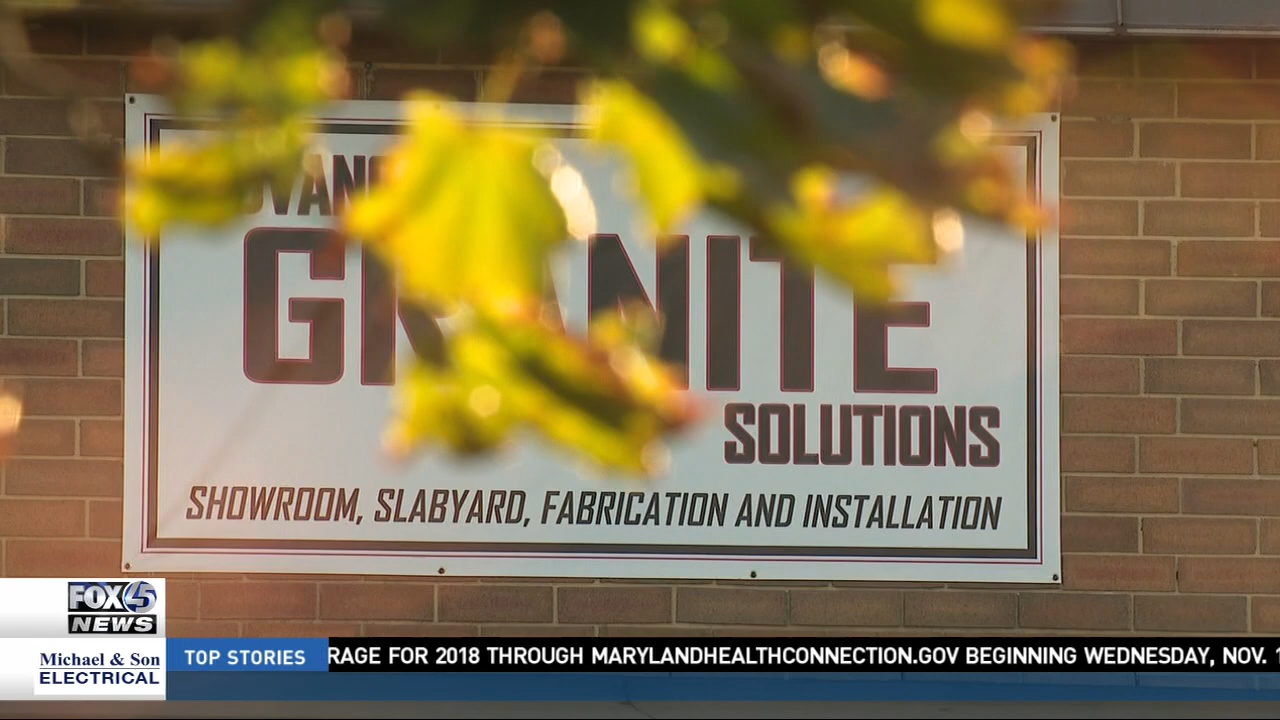 GRANITE
SOLUTIONS
SHOWROOM, SLABYARD, FABRICATION AND INSTALLATION
FOX 45
NEWS
Michael & Son
ELECTRICAL
TOP STORIES
RAGE FOR 2018 THROUGH MARYLANDHEALTHCONNECTION.GOV BEGINNING WEDNESDAY, NOV. 1